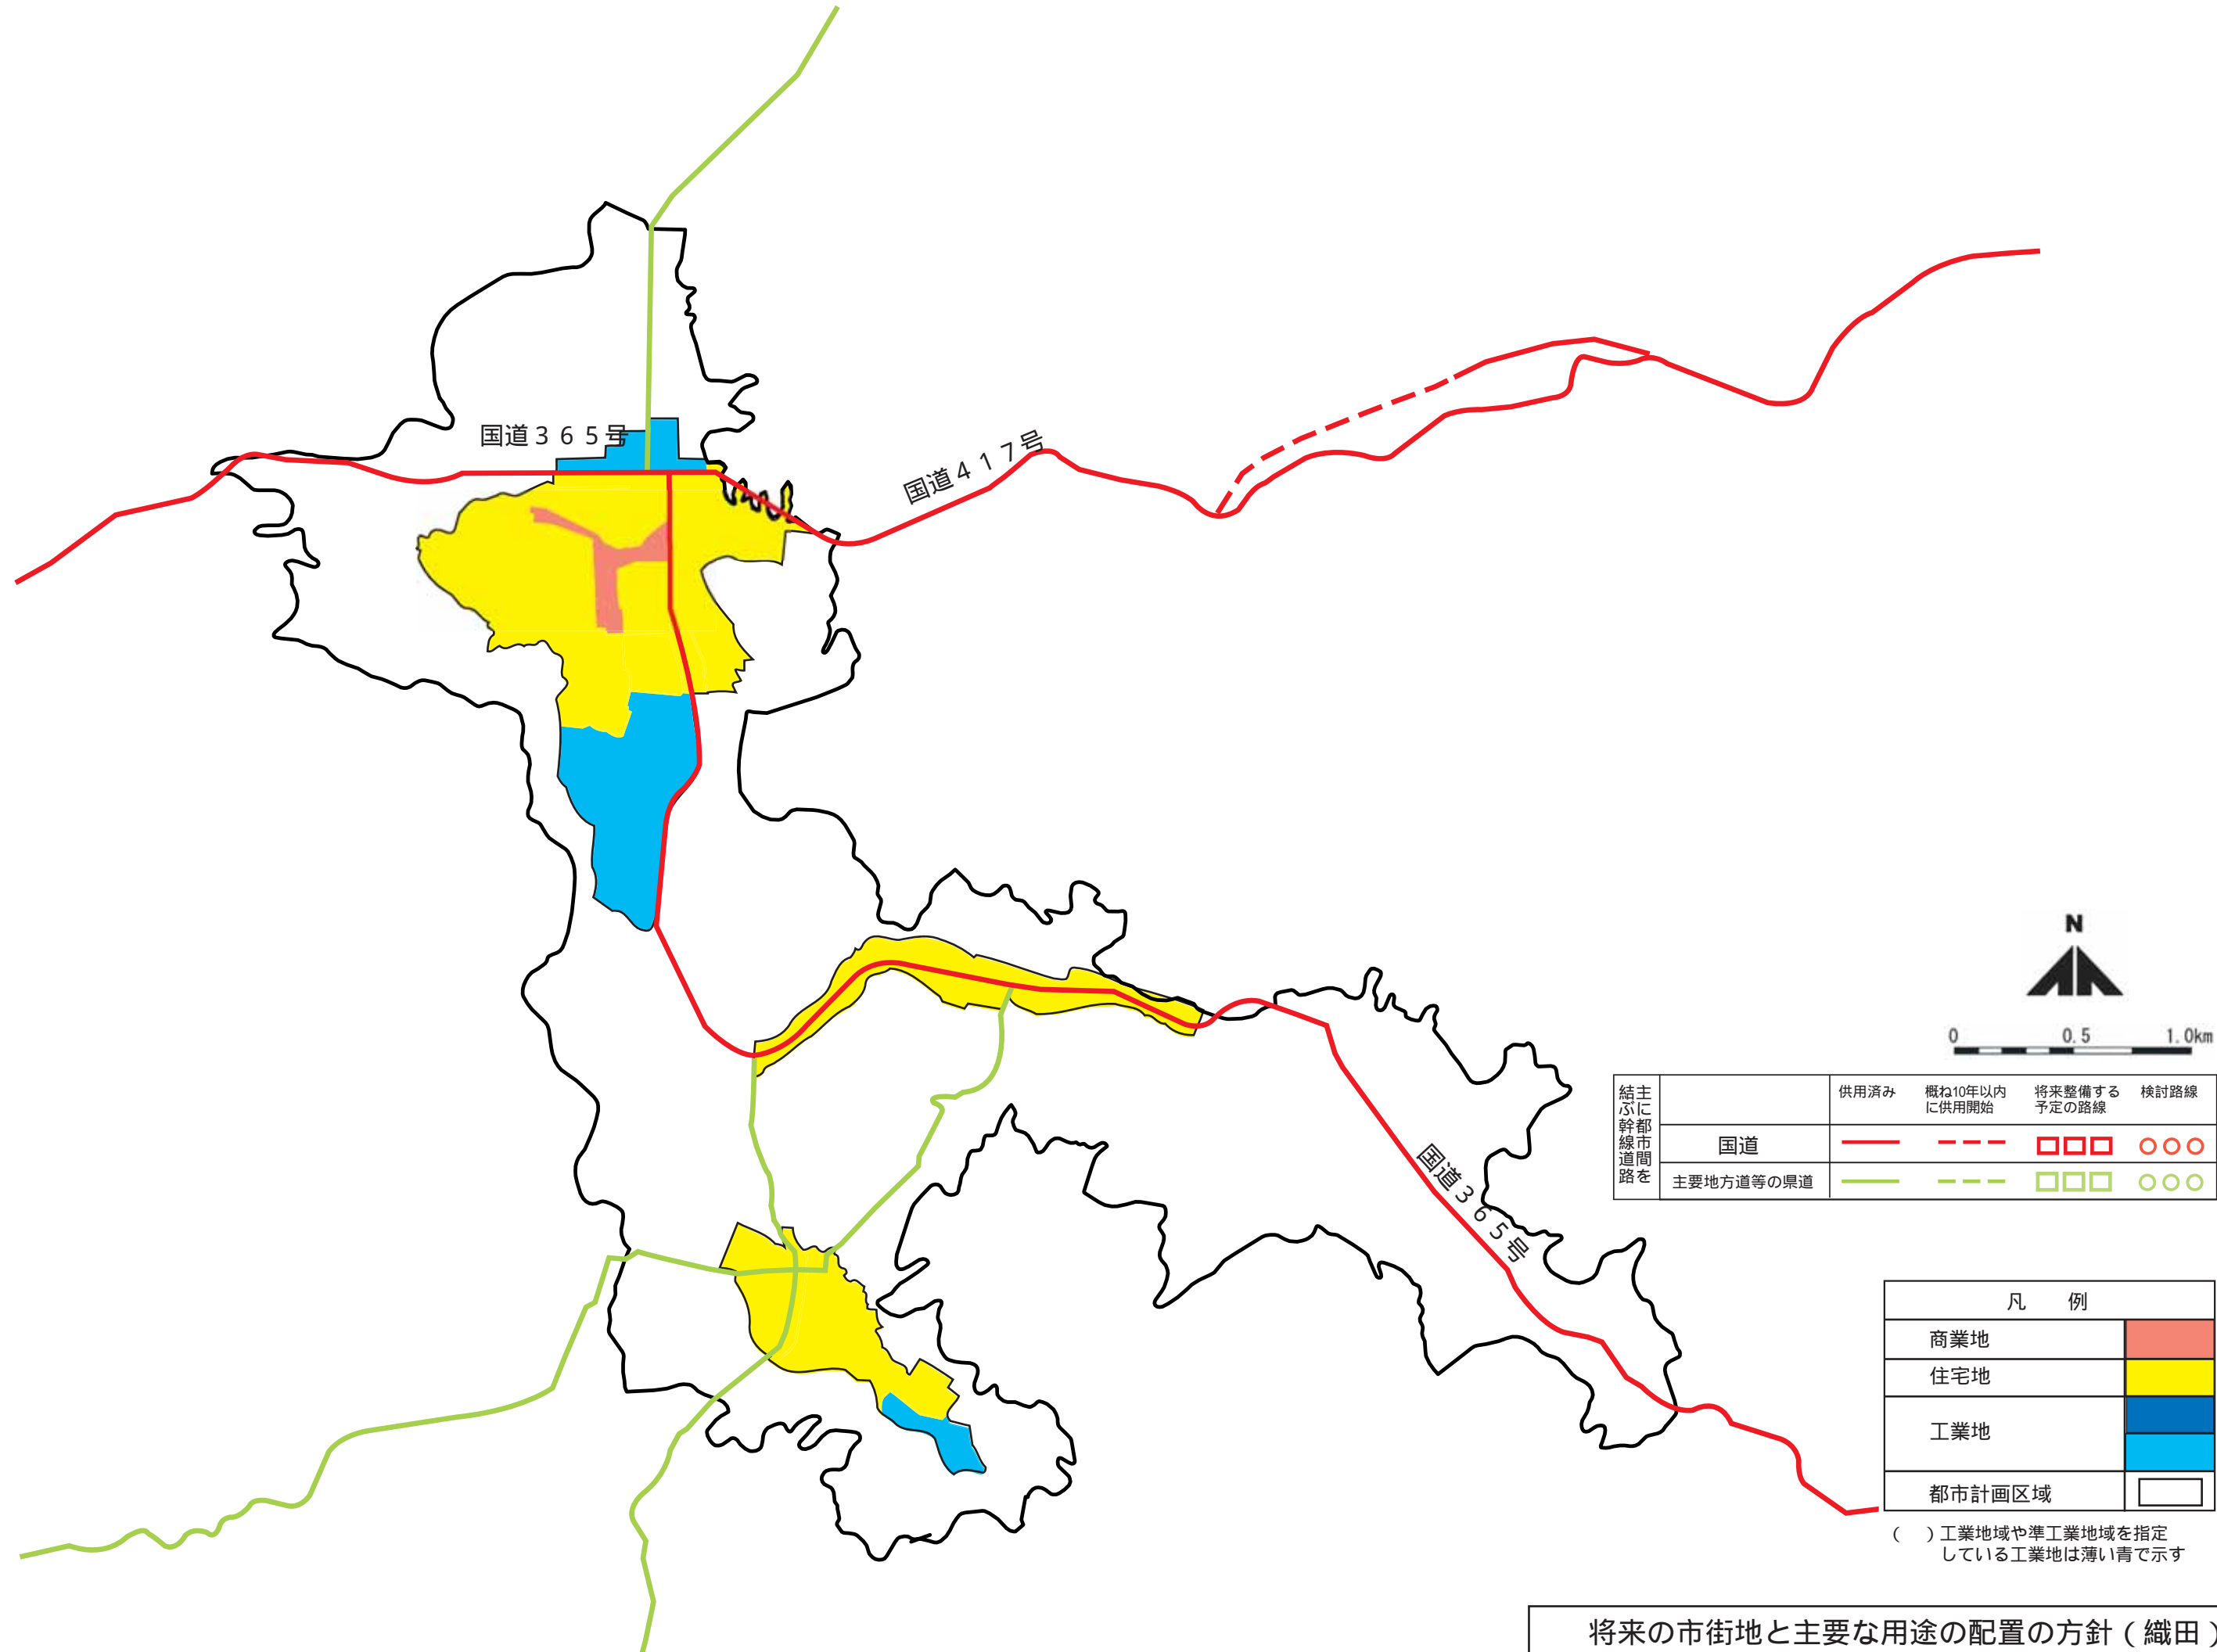 国道３６５号
国道４１７号
国道３６５号
N
0 0.5 1.0km
主に都市間を
結ぶ幹線道路
供用済み
概ね10年以内
に供用開始
将来整備する
予定の路線
検討路線
国道
主要地方道等の県道
凡　例
商業地
住宅地
工業地
都市計画区域
（　）工業地域や準工業地域を指定
している工業地は薄い青で示す
将来の市街地と主要な用途の配置の方針（織田）